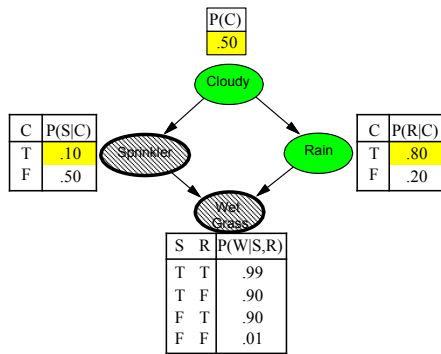 P(C)
.50
Cloudy
C P(S|C)
T .10
F .50
Sprinkler
Rain
C P(R|C)
T .80
F .20
Wet
Grass
S R P(W|S,R)
T T .99
T F .90
F T .90
F F .01